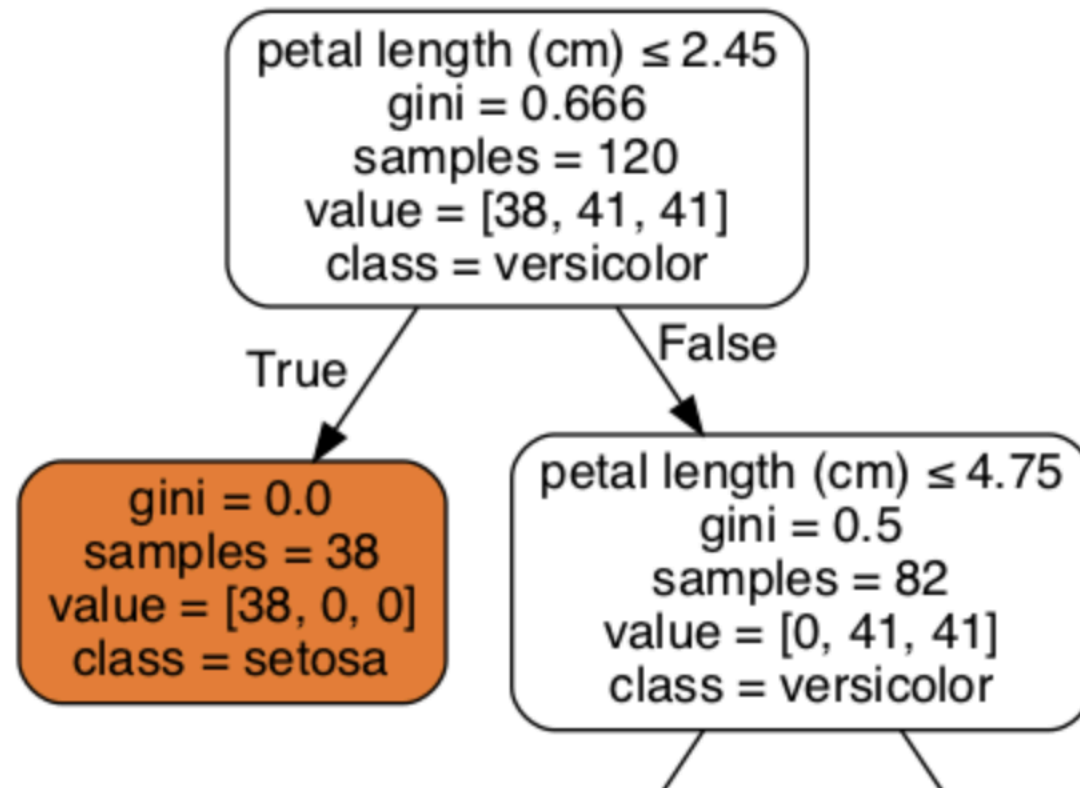 petal length (cm) ≤ 2.45
gini = 0.666
samples = 120
value = [38, 41, 41]
class = versicolor
True
False
gini = 0.0
samples = 38
value = [38, 0, 0]
class = setosa
petal length (cm) ≤ 4.75
gini = 0.5
samples = 82
value = [0, 41, 41]
class = versicolor